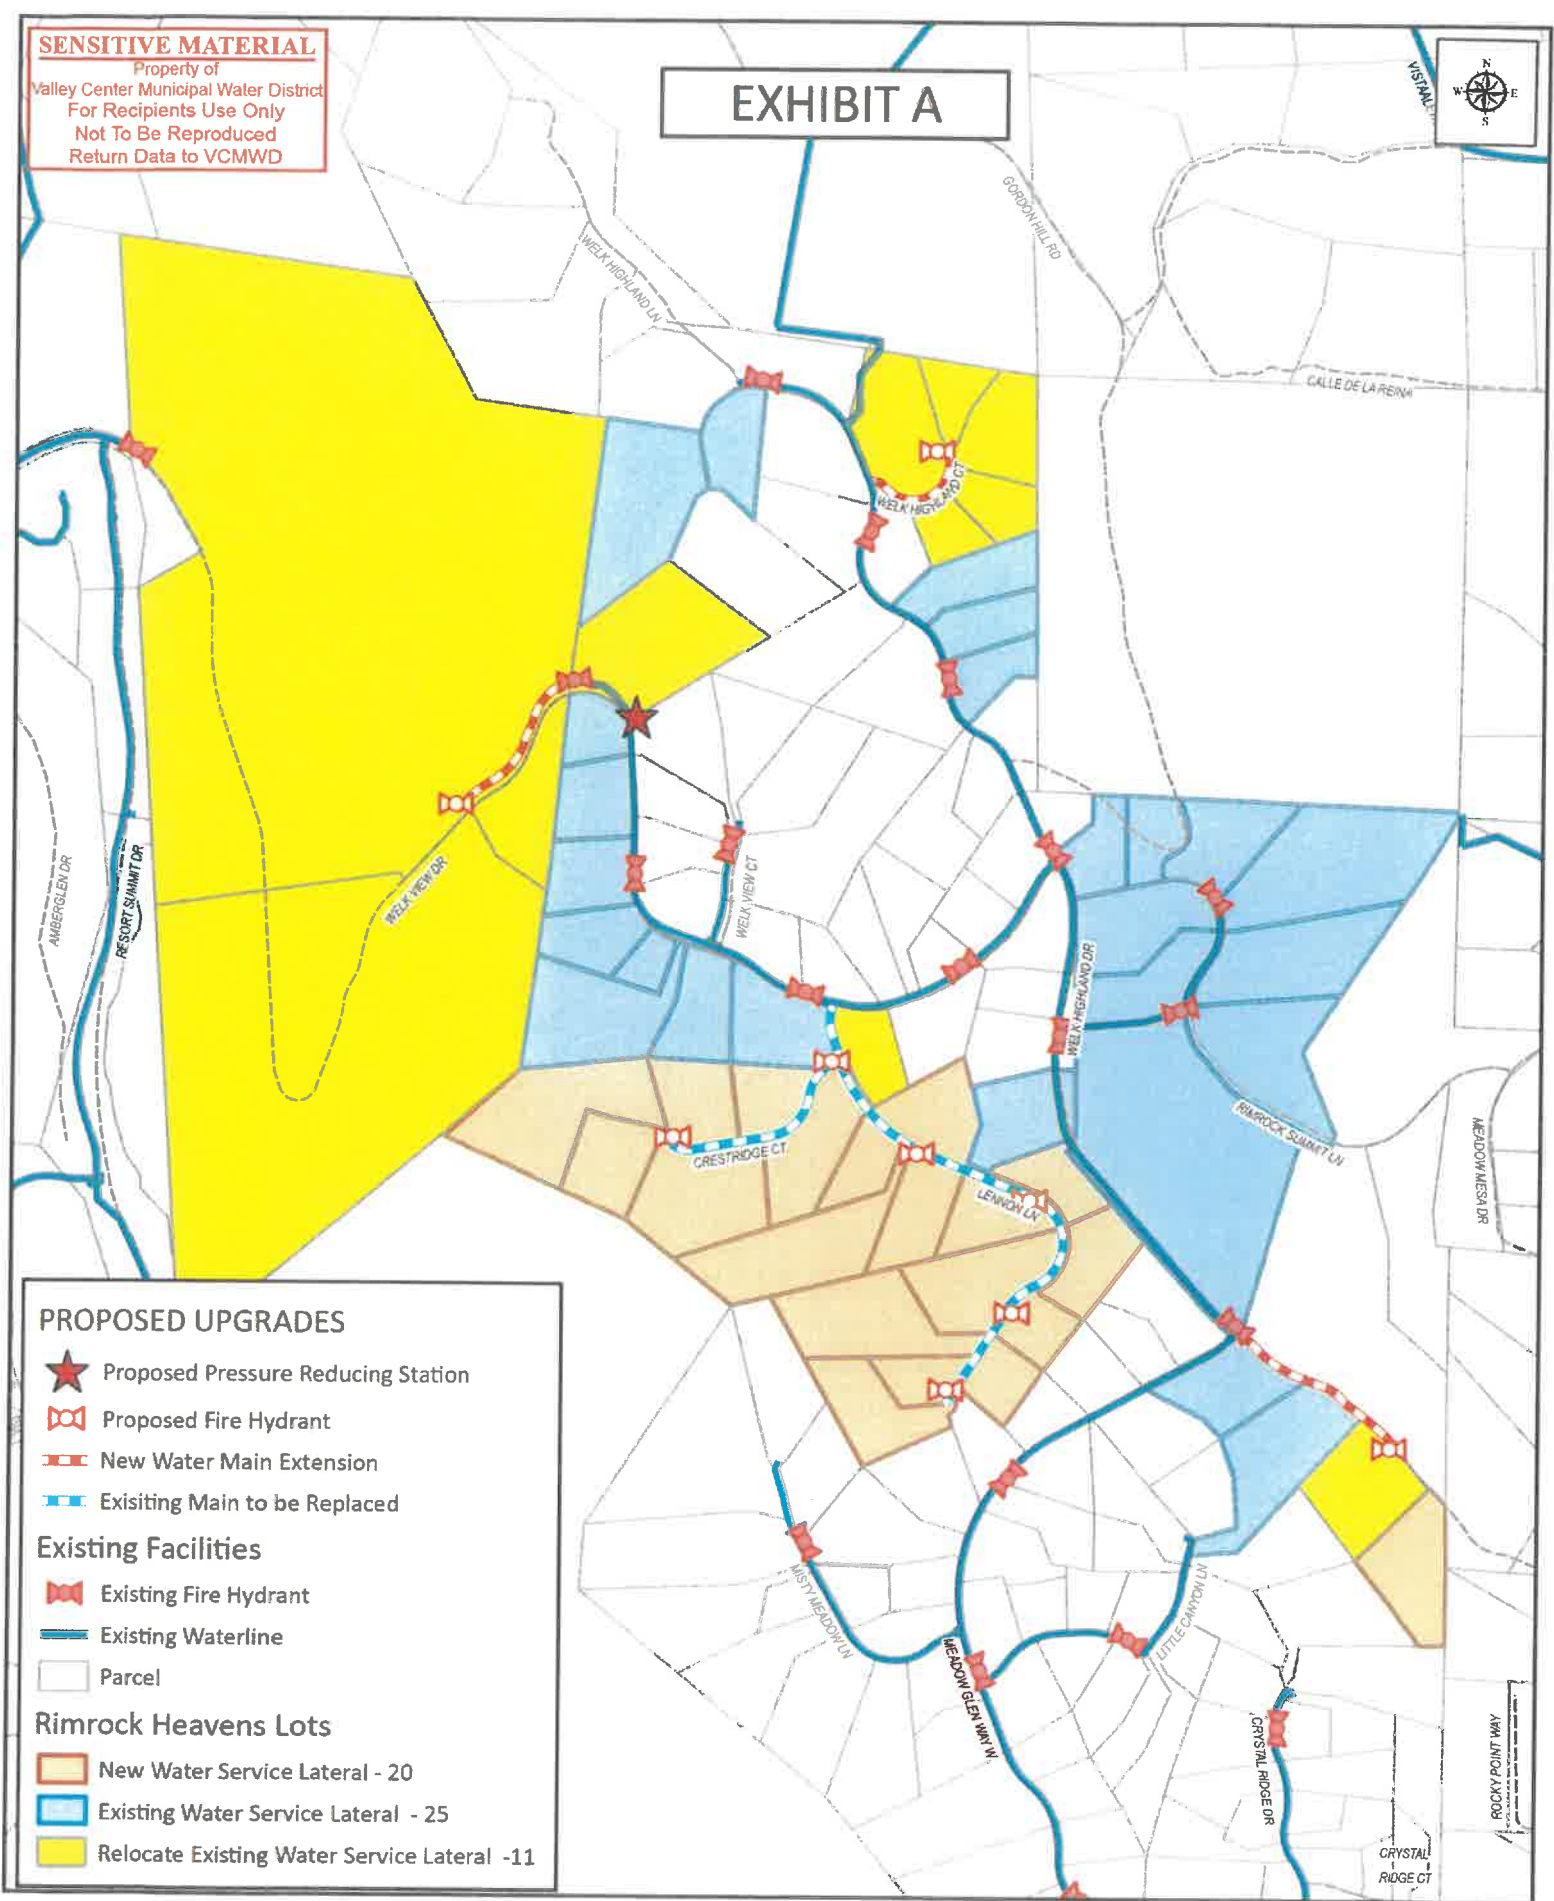 SENSITIVE MATERIAL
Property of
Valley Center Municipal Water District
For Recipients Use Only
Not To Be Reproduced
Return Data to VCMWD
EXHIBIT A
N
W E
S
GORDON HILL RD
WELK HIGHLAND LN
CALLE DE LA REINA
WELK HIGHLAND CT
WELK VIEW DR
WELK VIEW CT
AMBERGLEN DR
RESORT SUMMIT DR
WELK HIGHLAND DR
RIMROCK SUMMIT LN
MEADOW MESA DR
CRESTRIDGE CT
LENNON LN
MISTY MEADOW LN
MEADOW GLEN WAY W
LITTLE CANYON LN
CRYSTAL RIDGE DR
CRYSTAL
RIDGE CT
ROCKY POINT WAY
PROPOSED UPGRADES
Proposed Pressure Reducing Station
Proposed Fire Hydrant
New Water Main Extension
Exisiting Main to be Replaced
Existing Facilities
Existing Fire Hydrant
Existing Waterline
Parcel
Rimrock Heavens Lots
New Water Service Lateral - 20
Existing Water Service Lateral - 25
Relocate Existing Water Service Lateral -11